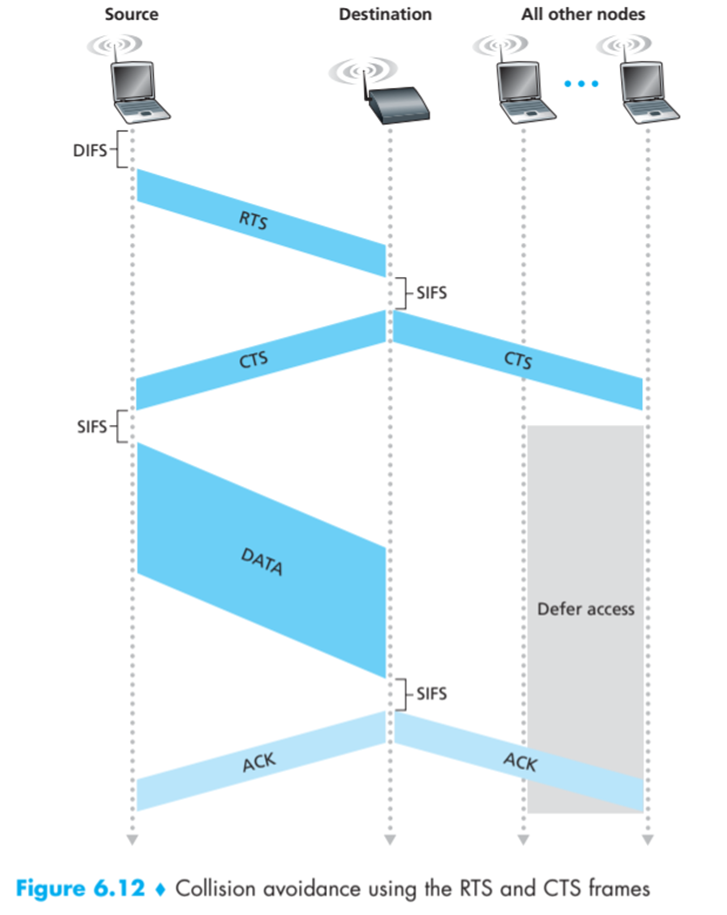 Source
Destination
All other nodes
DIFS
RTS
SIFS
CTS
CTS
SIFS
DATA
Defer access
SIFS
ACK
ACK
Figure 6.12 ♦ Collision avoidance using the RTS and CTS frames